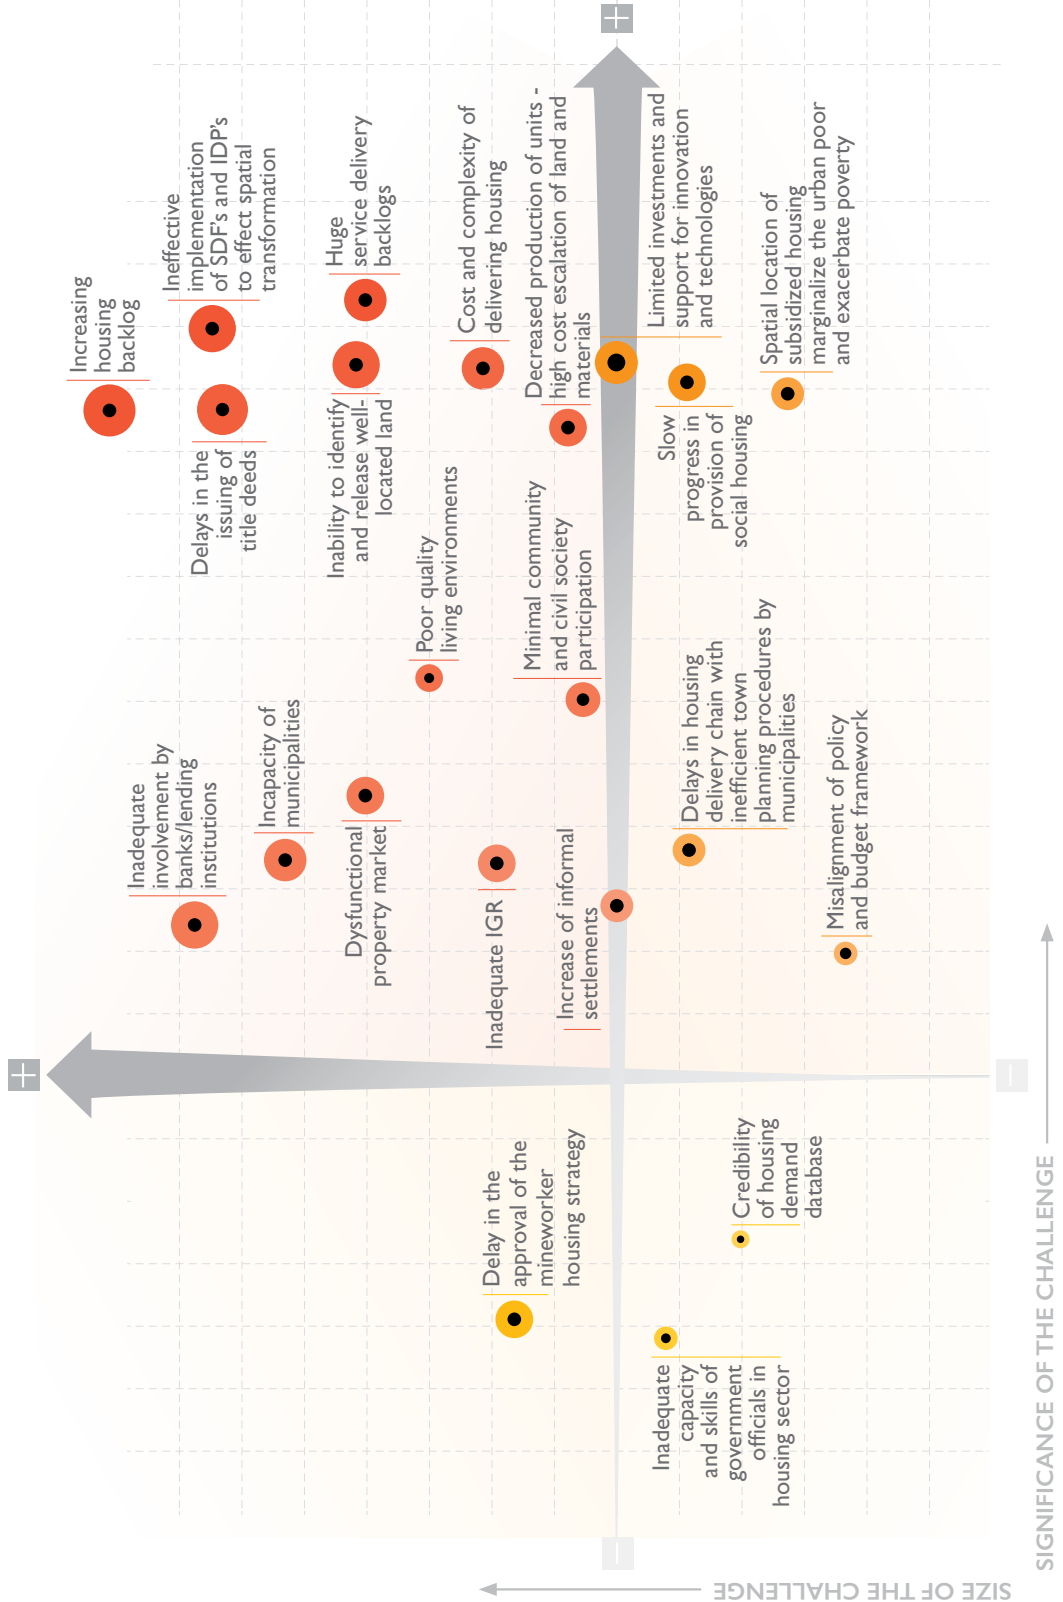 Increasing
housing
backlog
Ineffective
implementation
of SDF's and IDP's
to effect spatial
transformation
Delays in the
issuing of
title deeds
Huge
service delivery
backlogs
Inability to identify
and release well-
located land
Cost and complexity of
delivering housing
Decreased production of units -
high cost escalation of land and
materials
Limited investments and
support for innovation
and technologies
Slow
progress in
provision of
social housing
Spatial location of
subsidized housing
marginalize the urban poor
and exacerbate poverty
Poor quality
living environments
Minimal community
and civil society
participation
Inadequate
involvement by
banks/lending
institutions
Incapacity of
municipalities
Dysfunctional
property market
Inadequate IGR
Increase of informal
settlements
Delays in housing
delivery chain with
inefficient town
planning procedures by
municipalities
Misalignment of policy
and budget framework
Delay in the
approval of the
mineworker
housing strategy
Credibility
of housing
demand
database
Inadequate
capacity
and skills of
government
officials in
housing sector
SIGNIFICANCE OF THE CHALLENGE
SIZE OF THE CHALLENGE